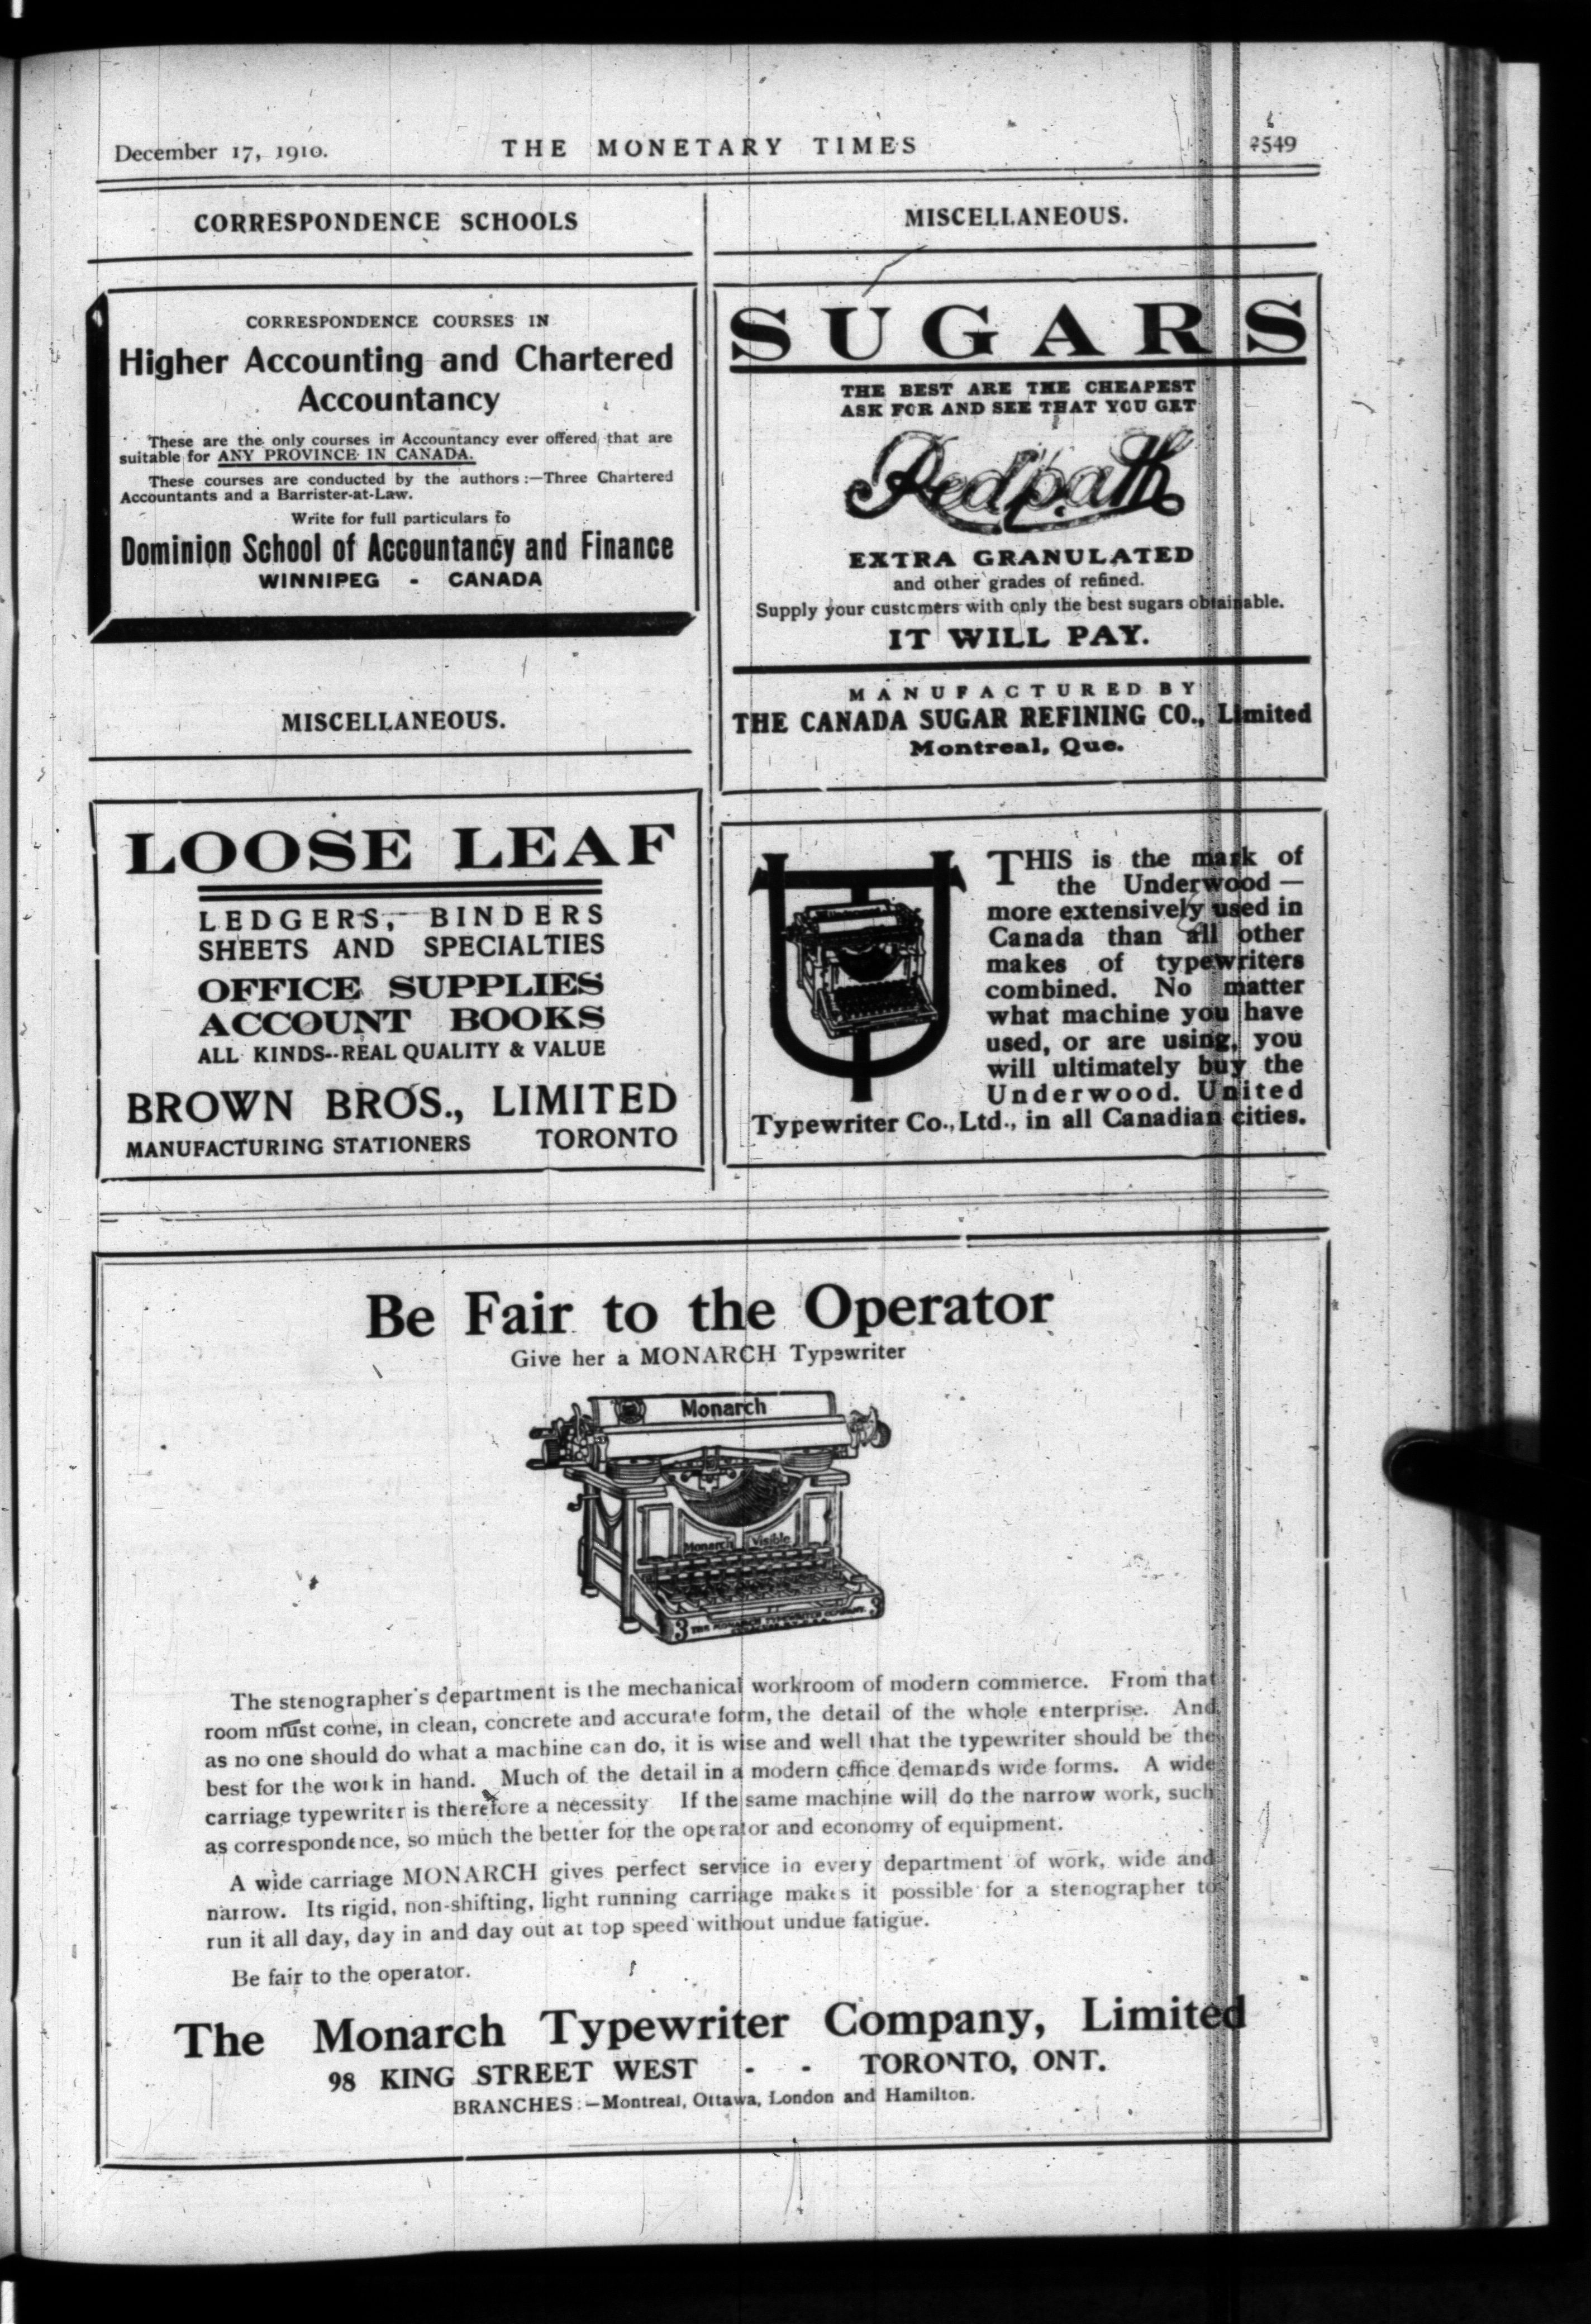 December 17, 1910.
THE MONETARY TIMES
2549
CORRESPONDENCE SCHOOLS
CORRESPONDENCE COURSES IN
Higher Accounting and Chartered
Accountancy
These are the only courses in Accountancy ever offered that are
suitable for ANY PROVINCE IN CANADA.
These courses are conducted by the authors:—Three Chartered
Accountants and a Barrister-at-Law.
Write for full particulars to
Dominion School of Accountancy and Finance
WINNIPEG - CANADA
MISCELLANEOUS.
LOOSE LEAF
LEDGERS, BINDERS
SHEETS AND SPECIALTIES
OFFICE SUPPLIES
ACCOUNT BOOKS
ALL KINDS--REAL QUALITY & VALUE
BROWN BROS., LIMITED
MANUFACTURING STATIONERS TORONTO
MISCELLANEOUS.
SUGARS
THE BEST ARE THE CHEAPEST
ASK FOR AND SEE THAT YOU GET
Redpath
EXTRA GRANULATED
and other grades of refined.
Supply your customers with only the best sugars obtainable.
IT WILL PAY.
MANUFACTURED BY
THE CANADA SUGAR REFINING CO., Limited
Montreal, Que.
THIS is the mark of
the Underwood —
more extensively used in
Canada than all other
makes of typewriters
combined. No matter
what machine you have
used, or are using, you
will ultimately buy the
Underwood. United
Typewriter Co., Ltd., in all Canadian cities.
Be Fair to the Operator
Give her a MONARCH Typewriter
Monarch
Monarch Visible
3 THE MONARCH TYPEWRITER COMPANY 3
The stenographer's department is the mechanical workroom of modern commerce. From that
room must come, in clean, concrete and accurate form, the detail of the whole enterprise. And
as no one should do what a machine can do, it is wise and well that the typewriter should be the
best for the work in hand. Much of the detail in a modern office demands wide forms. A wide
carriage typewriter is therefore a necessity If the same machine will do the narrow work, such
as correspondence, so much the better for the operator and economy of equipment.
A wide carriage MONARCH gives perfect service in every department of work, wide and
narrow. Its rigid, non-shifting, light running carriage makes it possible for a stenographer to
run it all day, day in and day out at top speed without undue fatigue.
Be fair to the operator.
The Monarch Typewriter Company, Limited
98 KING STREET WEST - - TORONTO, ONT.
BRANCHES:—Montreal, Ottawa, London and Hamilton.